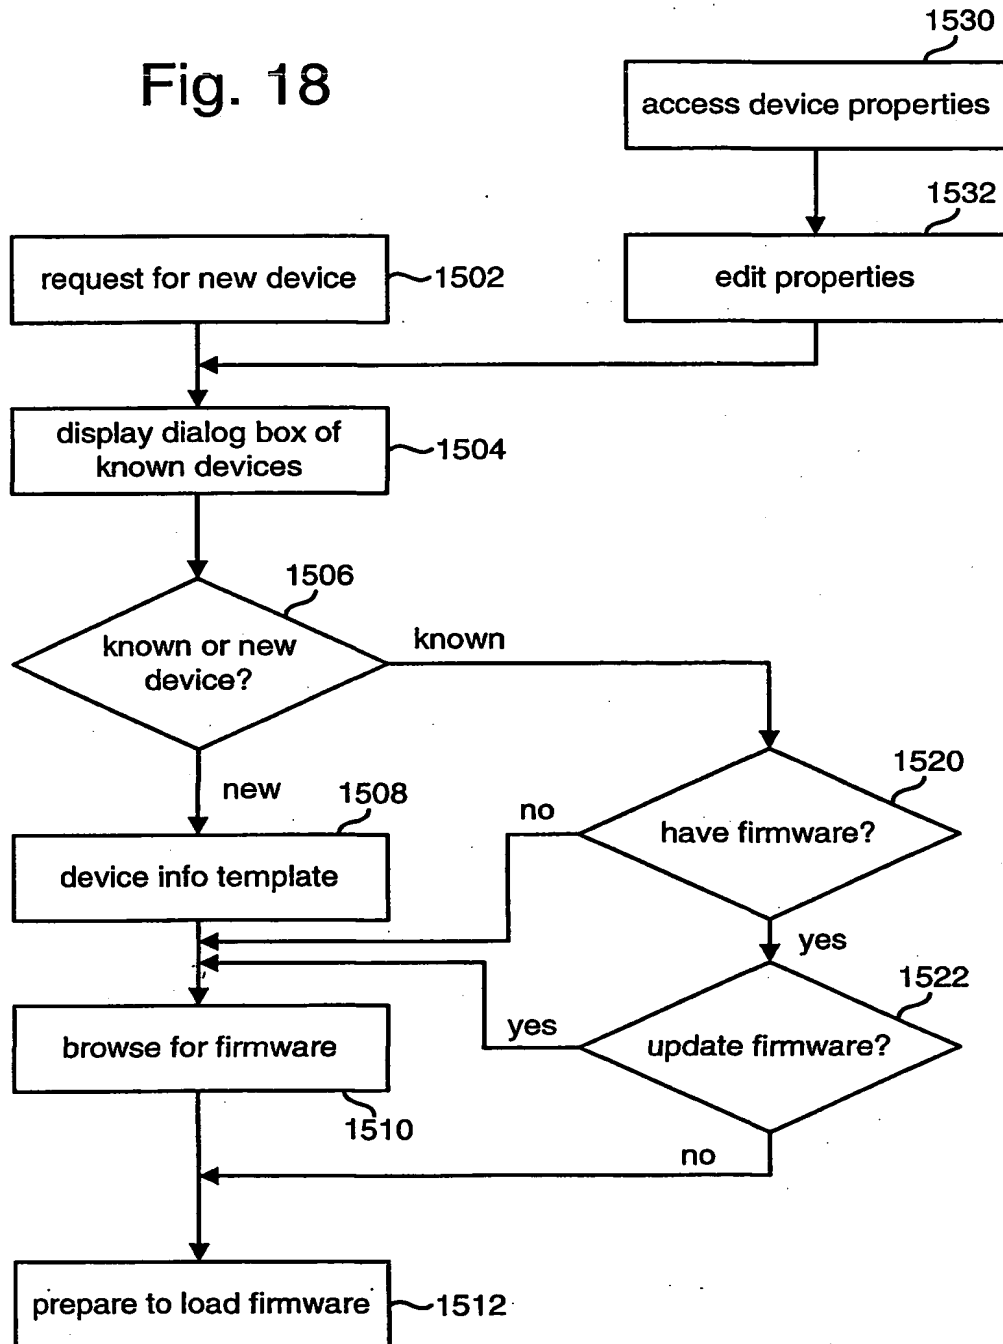 Fig. 18
1530
access device properties
1532
edit properties
request for new device
1502
display dialog box of
known devices
1504
1506
known or new
device?
known
new
1508
device info template
1520
have firmware?
no
yes
1522
update firmware?
yes
no
browse for firmware
1510
prepare to load firmware
1512